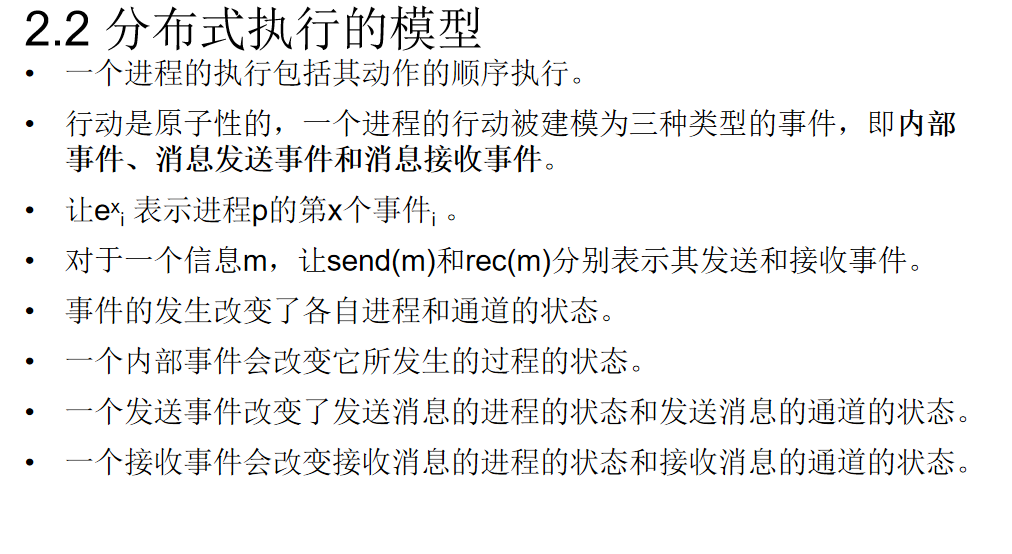 2.2 分布式执行的模型
• 一个进程的执行包括其动作的顺序执行。
• 行动是原子性的，一个进程的行动被建模为三种类型的事件，即内部
事件、消息发送事件和消息接收事件。
• 让eˣᵢ 表示进程p的第x个事件ᵢ 。
• 对于一个信息m，让send(m)和rec(m)分别表示其发送和接收事件。
• 事件的发生改变了各自进程和通道的状态。
• 一个内部事件会改变它所发生的过程的状态。
• 一个发送事件改变了发送消息的进程的状态和发送消息的通道的状态。
• 一个接收事件会改变接收消息的进程的状态和接收消息的通道的状态。